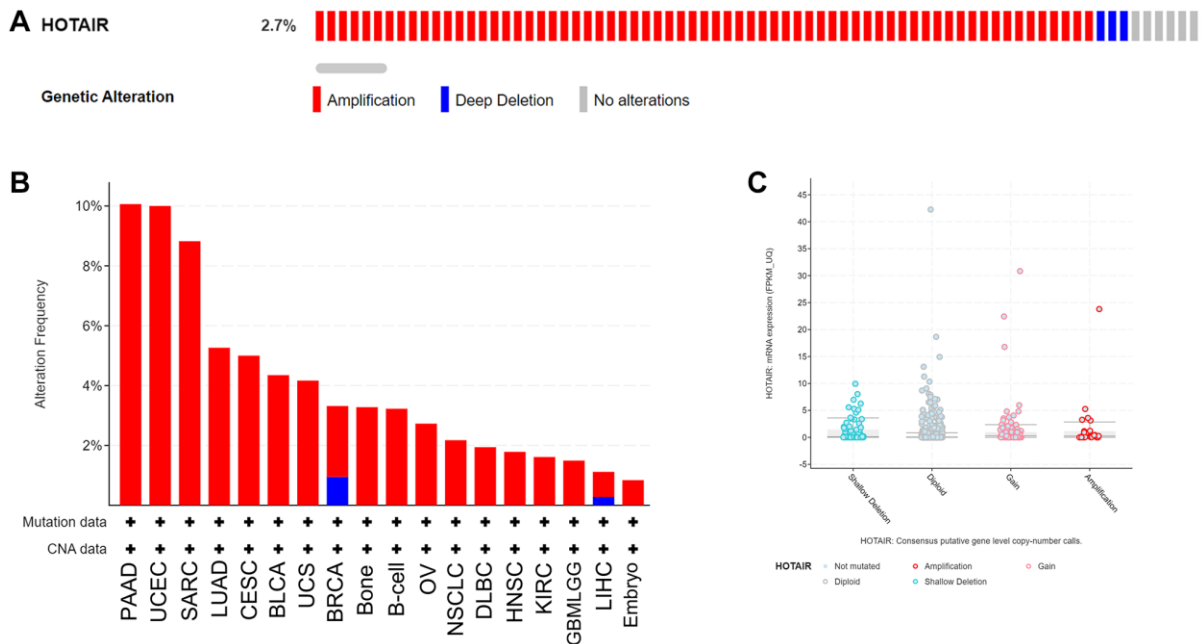 A HOTAIR 2.7%
Genetic Alteration Amplification Deep Deletion No alterations
B
Alteration Frequency
10%
8%
6%
4%
2%
Mutation data + + + + + + + + + + + + + + + + + +
CNA data + + + + + + + + + + + + + + + + + +
PAAD UCEC SARC LUAD CESC BLCA UCS BRCA Bone B-cell OV NSCLC DLBC HNSC KIRC GBMLGG LIHC Embryo
C
HOTAIR: mRNA expression (FPKM_UQ)
45
40
35
30
25
20
15
10
5
0
-5
Shallow Deletion Diploid Gain Amplification
HOTAIR: Consensus putative gene level copy-number calls.
HOTAIR Not mutated Amplification Gain
Diploid Shallow Deletion